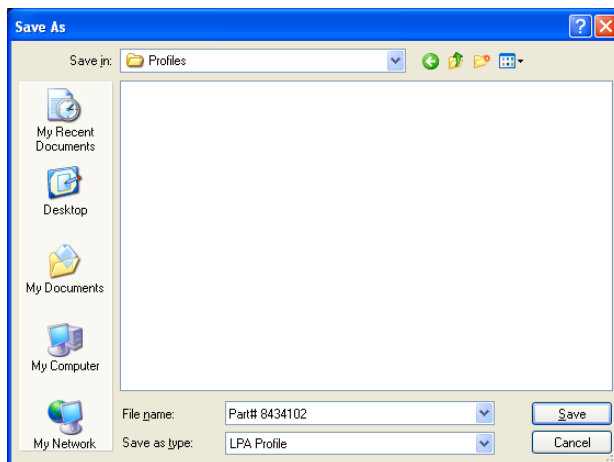 Save As
Save in:
Profiles
My Recent
Documents
Desktop
My Documents
My Computer
My Network
File name:
Part# 8434102
Save
Save as type:
LPA Profile
Cancel